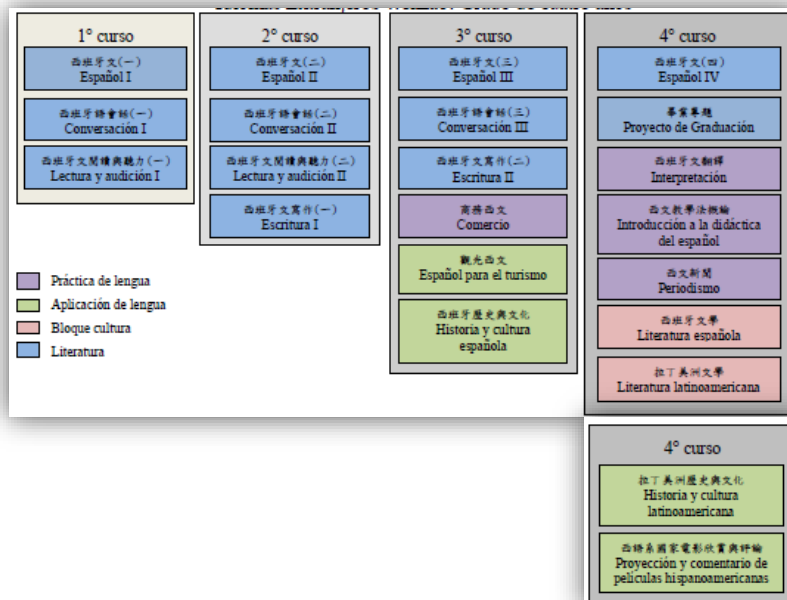 1° curso
西班牙文(一)
Español I
西班牙語會話(一)
Conversación I
西班牙文閱讀與聽力(一)
Lectura y audición I
2° curso
西班牙文(二)
Español II
西班牙語會話(二)
Conversación II
西班牙文閱讀與聽力(二)
Lectura y audición II
西班牙文寫作(一)
Escritura I
3° curso
西班牙文(三)
Español III
西班牙語會話(三)
Conversación III
西班牙文寫作(二)
Escritura II
商務西文
Comercio
觀光西文
Español para el turismo
西班牙歷史與文化
Historia y cultura
española
4° curso
西班牙文(四)
Español IV
畢業專題
Proyecto de Graduación
西班牙文翻譯
Interpretación
西文教學法概論
Introducción a la didáctica
del español
西文新聞
Periodismo
西班牙文學
Literatura española
拉丁美洲文學
Literatura latinoamericana
Práctica de lengua
Aplicación de lengua
Bloque cultura
Literatura
4° curso
拉丁美洲歷史與文化
Historia y cultura
latinoamericana
西語系國家電影欣賞與評論
Proyección y comentario de
películas hispanoamericanas